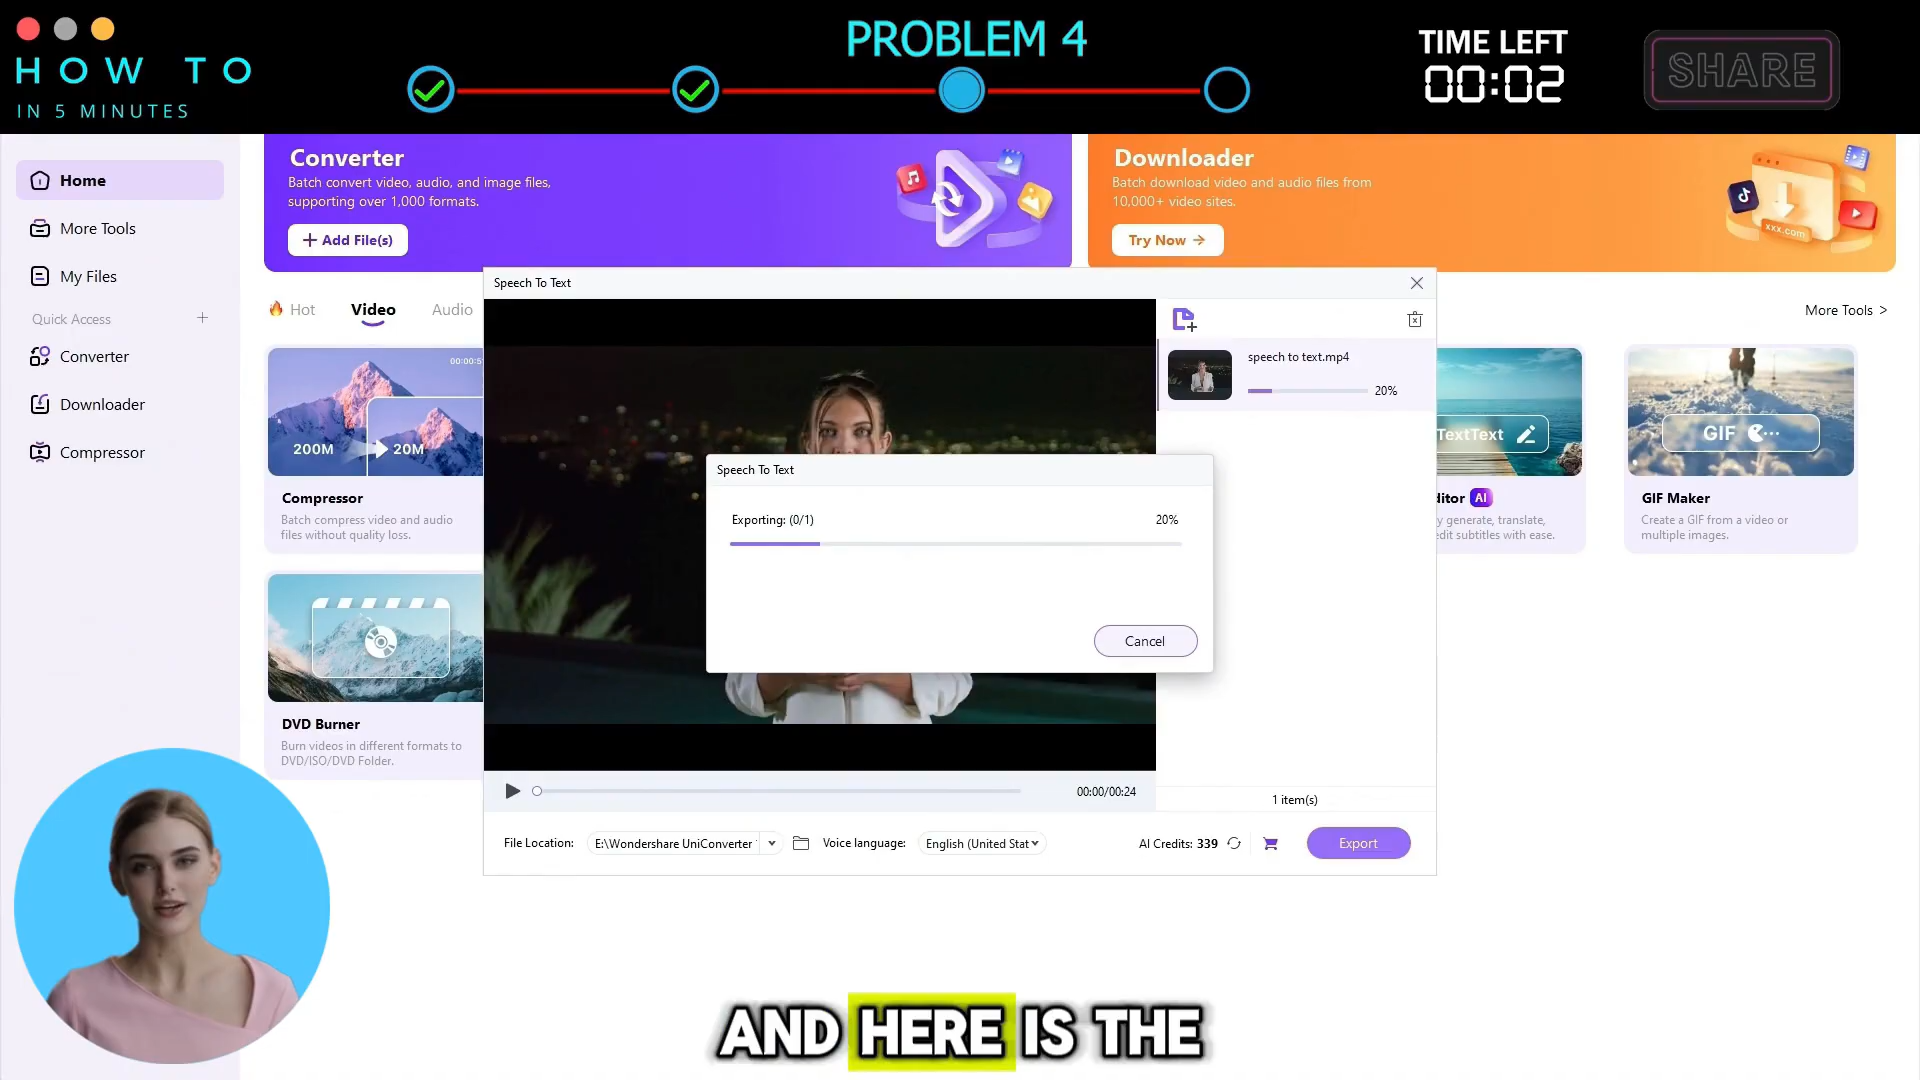 HOW TO
IN 5 MINUTES
PROBLEM 4
TIME LEFT
00:02
SHARE
Home
More Tools
My Files
Quick Access
Converter
Downloader
Compressor
Converter
Batch convert video, audio, and image files,
supporting over 1,000 formats.
Add File(s)
Downloader
Batch download video and audio files from
10,000+ video sites.
Try Now
xxx.com
Hot
Video
Audio
More Tools >
200M
20M
Compressor
Batch compress video and audio
files without quality loss.
DVD Burner
Burn videos in different formats to
DVD/ISO/DVD Folder.
Speech To Text
speech to text.mp4
20%
Speech To Text
Exporting: (0/1)
20%
Cancel
00:00/00:24
1 item(s)
File Location:
E:\Wondershare UniConverter
Voice language:
English (United Stat
AI Credits: 339
Export
TextText
ditor AI
y generate, translate,
edit subtitles with ease.
GIF
GIF Maker
Create a GIF from a video or
multiple images.
AND HERE IS THE